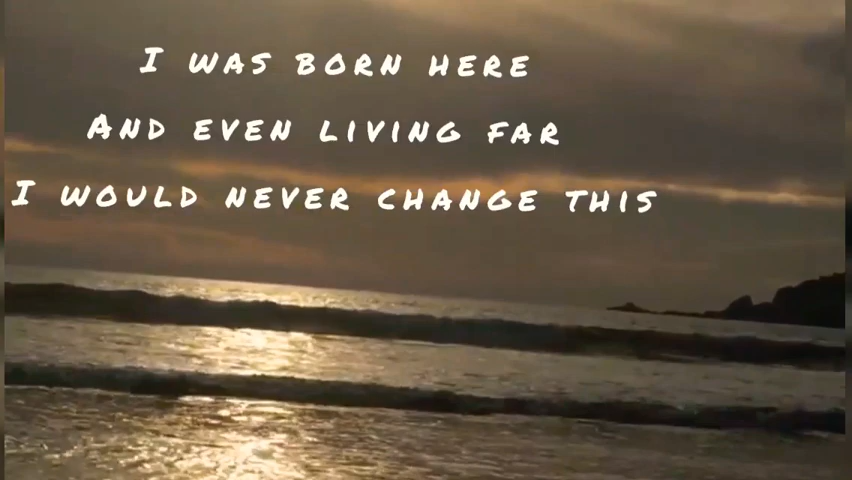 I WAS BORN HERE
AND EVEN LIVING FAR
I WOULD NEVER CHANGE THIS